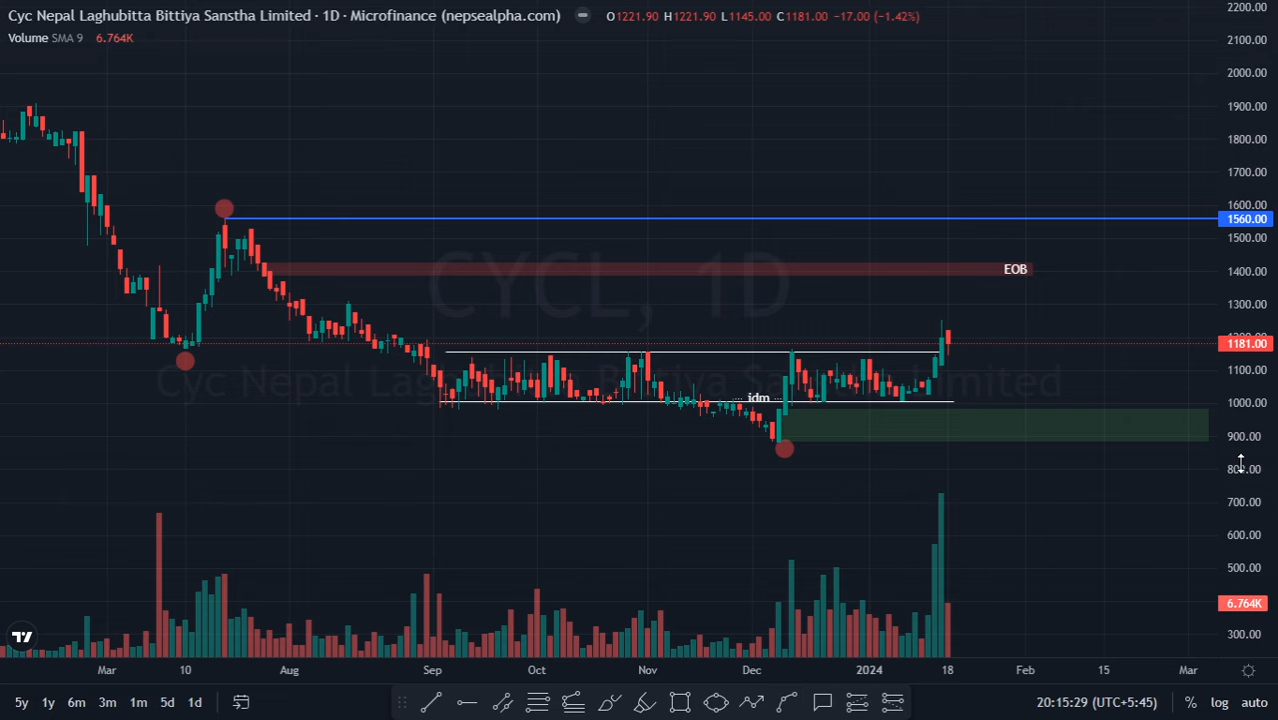 Cyc Nepal Laghubitta Bittiya Sanstha Limited · 1D · Microfinance (nepsealpha.com) O1221.90 H1221.90 L1145.00 C1181.00 -17.00 (-1.42%)
Volume SMA 9 6.764K
2200.00
2100.00
2000.00
1900.00
1800.00
1700.00
1600.00
1560.00
1500.00
EOB
1400.00
CYCL, 1D
1300.00
1200.00
1181.00
1100.00
Cyc Nepal Laghubitta Bittiya Sanstha Limited
idm
1000.00
900.00
800.00
700.00
600.00
500.00
6.764K
300.00
Mar 10 Aug Sep Oct Nov Dec 2024 18 Feb 15 Mar
5y 1y 6m 3m 1m 5d 1d 20:15:29 (UTC+5:45) % log auto